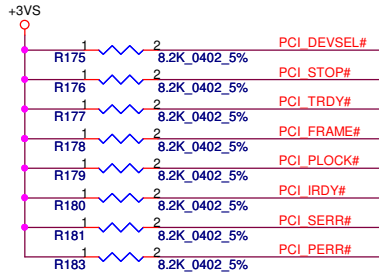 +3VS
1 2 PCI_DEVSEL#
R175 8.2K_0402_5%
1 2 PCI_STOP#
R176 8.2K_0402_5%
1 2 PCI_TRDY#
R177 8.2K_0402_5%
1 2 PCI_FRAME#
R178 8.2K_0402_5%
1 2 PCI_PLOCK#
R179 8.2K_0402_5%
1 2 PCI_IRDY#
R180 8.2K_0402_5%
1 2 PCI_SERR#
R181 8.2K_0402_5%
1 2 PCI_PERR#
R183 8.2K_0402_5%